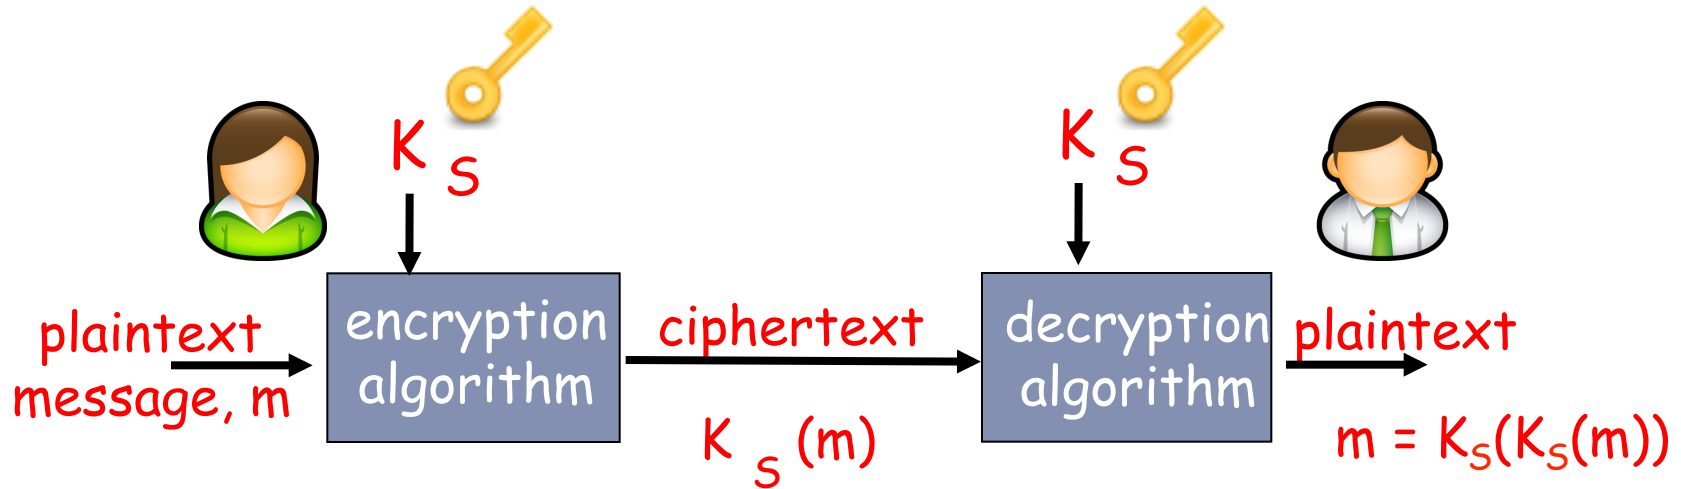 K S
K S
plaintext
message, m
encryption
algorithm
ciphertext
K S (m)
decryption
algorithm
plaintext
m = KS(KS(m))